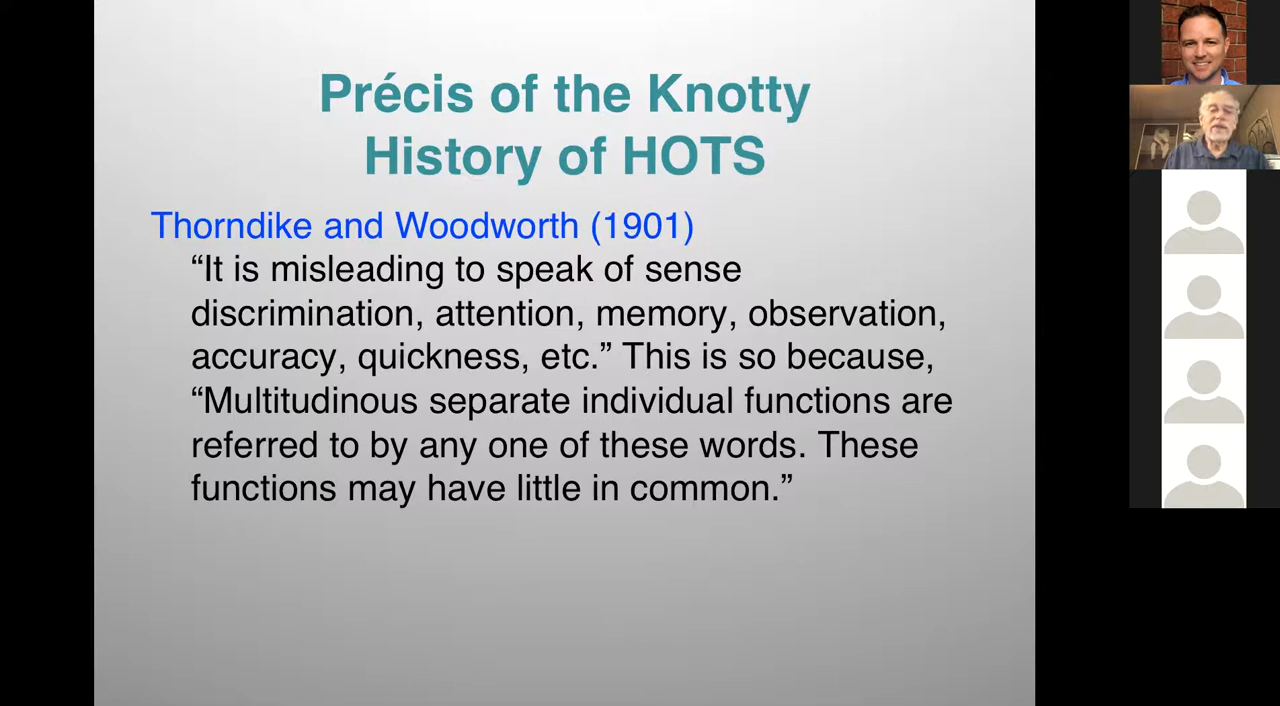 Précis of the Knotty
History of HOTS
Thorndike and Woodworth (1901)
“It is misleading to speak of sense
discrimination, attention, memory, observation,
accuracy, quickness, etc.” This is so because,
“Multitudinous separate individual functions are
referred to by any one of these words. These
functions may have little in common.”